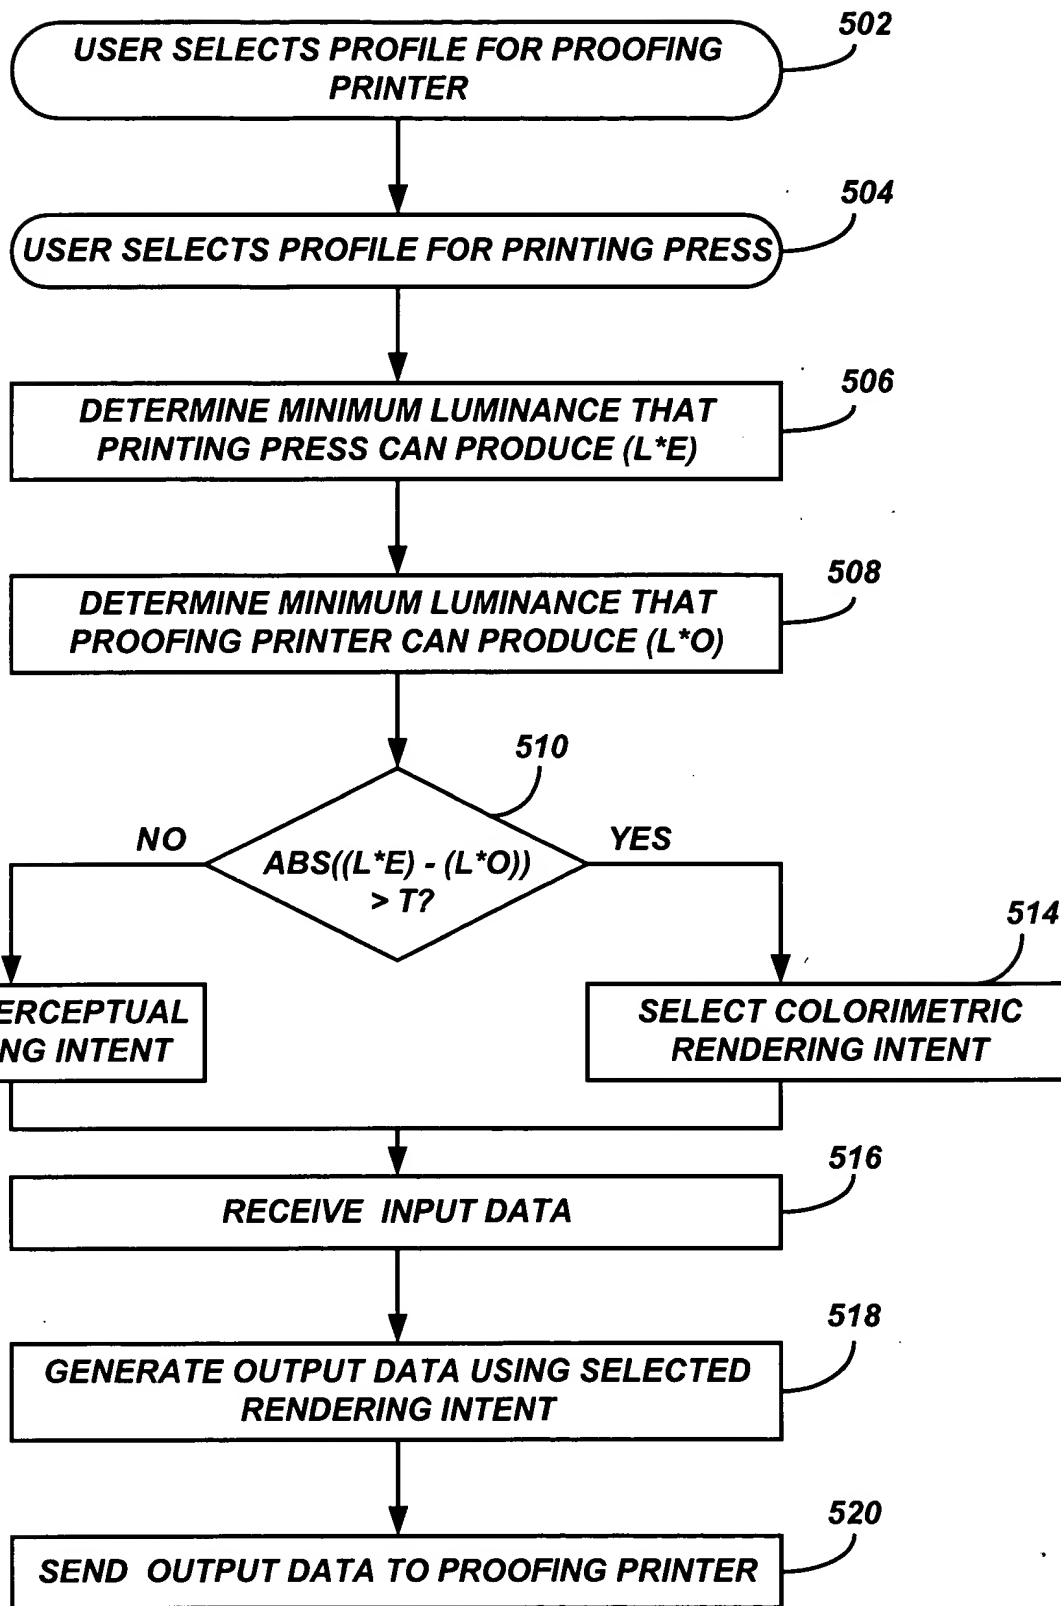 502
USER SELECTS PROFILE FOR PROOFING
PRINTER
504
USER SELECTS PROFILE FOR PRINTING PRESS
506
DETERMINE MINIMUM LUMINANCE THAT
PRINTING PRESS CAN PRODUCE (L*E)
508
DETERMINE MINIMUM LUMINANCE THAT
PROOFING PRINTER CAN PRODUCE (L*O)
510
NO
YES
ABS((L*E) - (L*O))
> T?
514
ERCEPTUAL
NG INTENT
SELECT COLORIMETRIC
RENDERING INTENT
516
RECEIVE INPUT DATA
518
GENERATE OUTPUT DATA USING SELECTED
RENDERING INTENT
520
SEND OUTPUT DATA TO PROOFING PRINTER